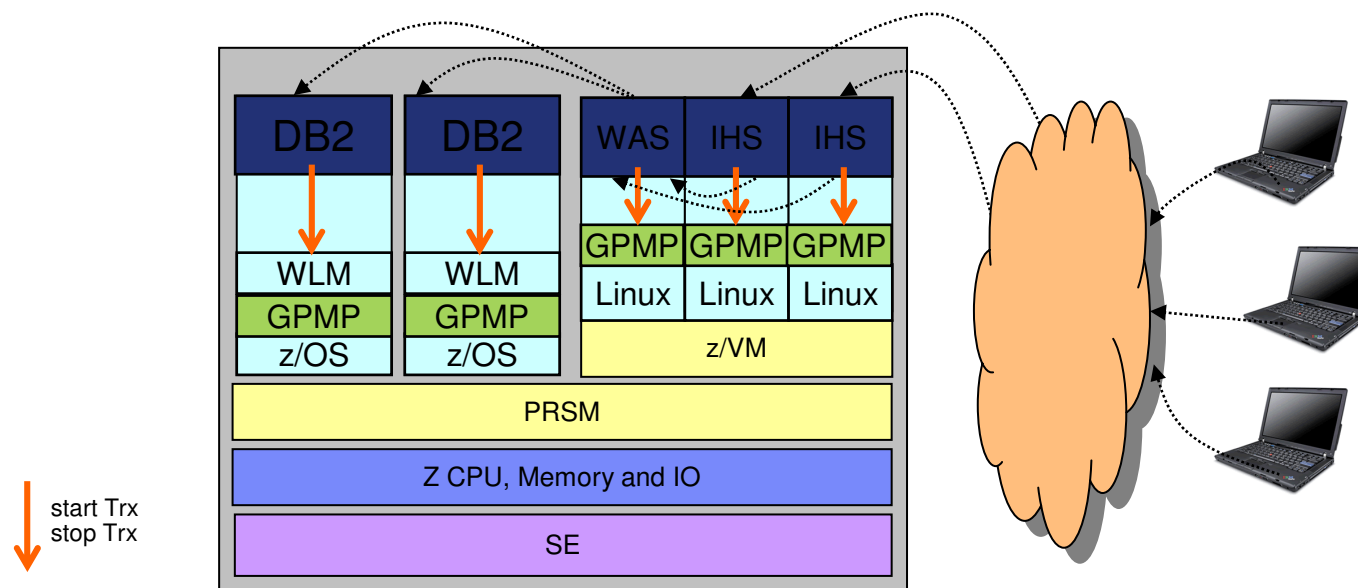 DB2
DB2
WAS
IHS
IHS
GPMP
GPMP
GPMP
WLM
WLM
Linux
Linux
Linux
GPMP
GPMP
z/OS
z/OS
z/VM
PRSM
Z CPU, Memory and IO
start Trx
stop Trx
SE